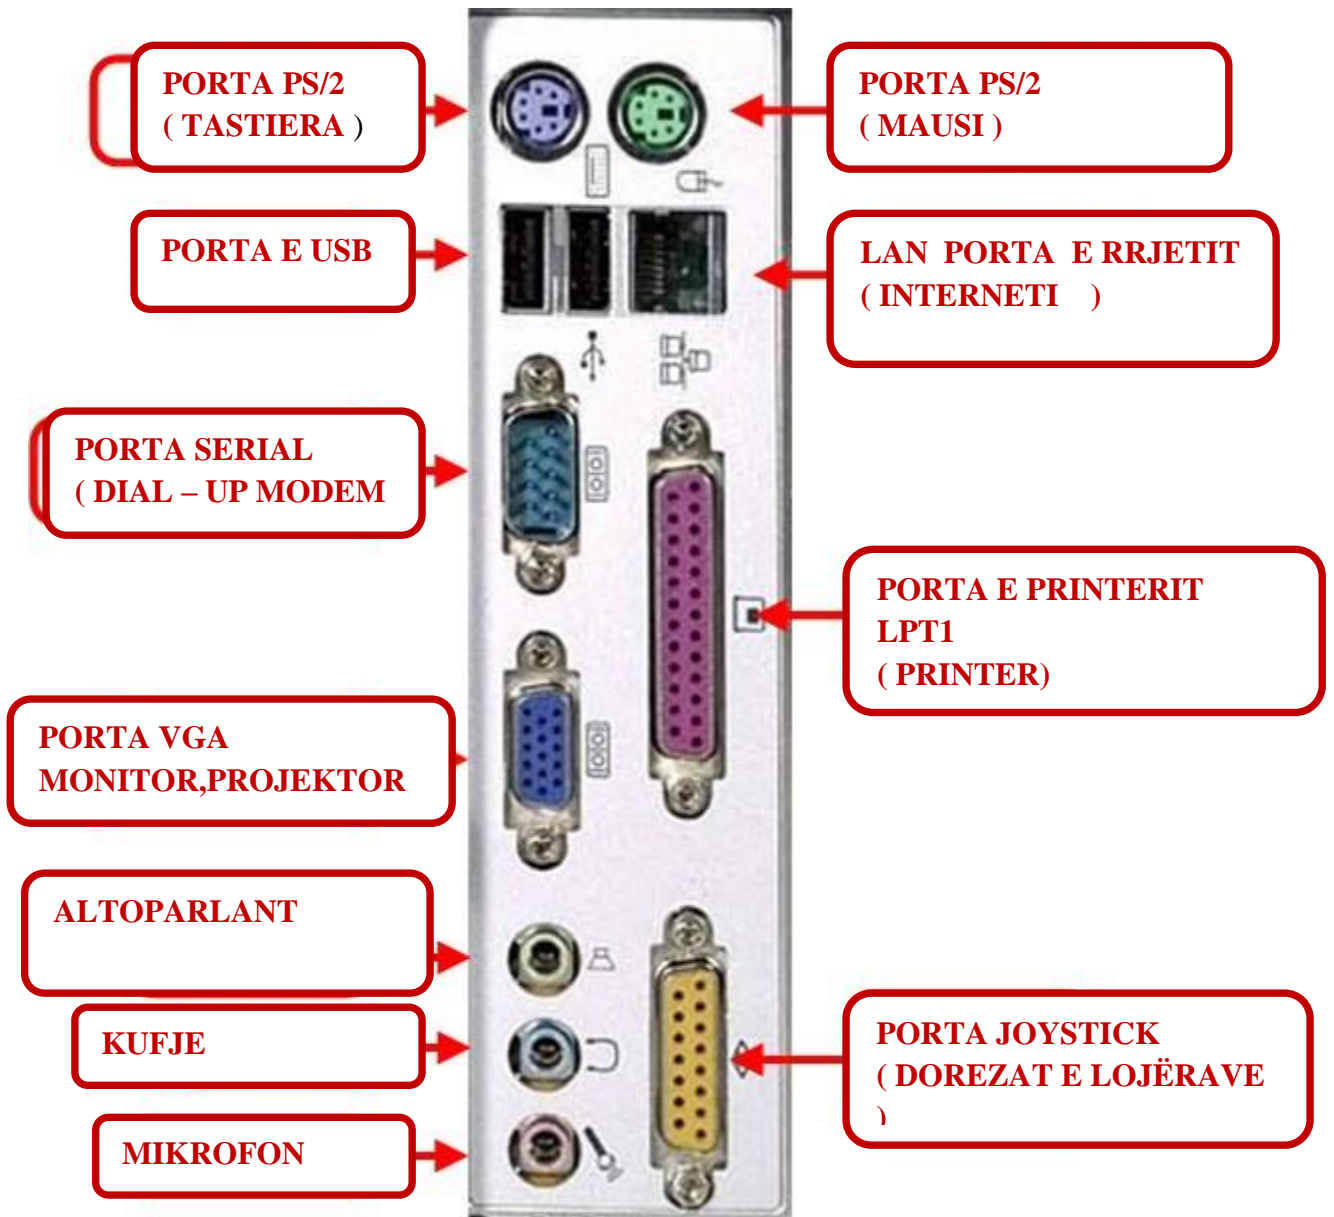 PORTA PS/2
( TASTIERA )
PORTA PS/2
( MAUSI )
PORTA E USB
LAN PORTA E RRJETIT
( INTERNETI )
PORTA SERIAL
( DIAL – UP MODEM
PORTA E PRINTERIT
LPT1
( PRINTER)
PORTA VGA
MONITOR,PROJEKTOR
ALTOPARLANT
KUFJE
PORTA JOYSTICK
( DOREZAT E LOJËRAVE
)
MIKROFON